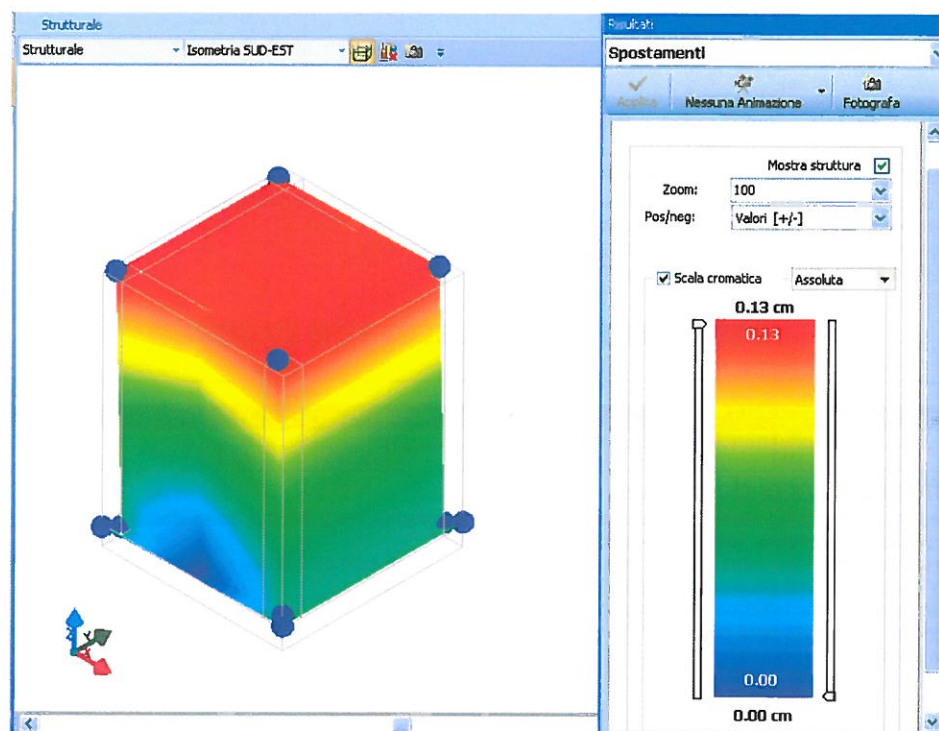 Strutturale
Strutturale
Isometria SUD-EST
Risultati
Spostamenti
Applica
Nessuna Animazione
Fotografa
Mostra struttura
Zoom:
100
Pos/neg:
Valori [+/-]
Scala cromatica
Assoluta
0.13 cm
0.13
0.00
0.00 cm